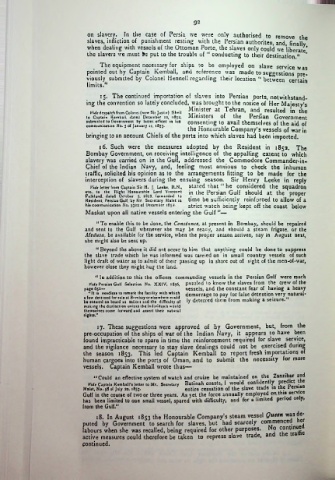 90
on slavery. In the case of Persia we were only authorised to remove the
slaves, infliction of punishment resting with the Persian authorities, and, finally,
when dealing with vessels of the Ottoman Porte, the slaves only could we liberate,
the slavers we must be put to the trouble of "conducting to their destination."
The equipment necessary for ships to be employed on slave service was
pointed out by Captain Kemball, and reference was made to suggestions pre-
viously submitted by Colonel Hennell regarding their location "between certain
limits."
15. The continued importation of slaves into Persian ports, notwithstand-
ing the convention so lately concluded, was brought to the notice of Her Majesty's
Minister at Tehran, and resulted in the
Ministers of the Persian Government
consenting to avail themselves of the aid of
the Honourable Company's vessels of war in
bringing to an account Chiefs of the ports into which slaves had been imported.
16. Such were the measures adopted by the Resident in 1852. The
Bombay Government, on receiving intelligence of the appalling extent to which
slavery was carried on in the Gulf, addressed the Commodore Commander-in-
Chief of the Indian Navy, and, feeling most anxious to check the inhuman
traffic, solicited his opinion as to the arrangements fitting to be made for the
interception of slavers during the ensuing season. Sir Henry Leeke in reply
stated that "he considered the squadron
in the Persian Gulf should at the proper
time be sufficiently reinforced to allow of a
strict watch being kept off the coast below
Maskat upon all native vessels entering the Gulf"—
"To enable this to be done, the Constance, at present in Bombay, should be repaired
and sent to the Gulf whenever she may be ready, and should a steam frigate, or the
Medusa, be available for the service, when the proper season arrives, say in August next,
she might also be sent up.
"Beyond the above it did not occur to him that anything could be done to suppress
the slave trade which he was informed was carried on in small country vessels of such
light draft of water as to admit of their passing up in shore out of sight of the men-of-war,
however close they might hug the land.
"In addition to this the officers commanding vessels in the Persian Gulf were much
puzzled to know the slaves from the crew of the
vessels, and the constant fear of having a heavy
demurrage to pay for false detention very natural-
ly deterred them from making a seizure."
17. These suggestions were approved of by Government, but, from the
pre-occupation of the ships of war of the Indian Navy, it appears to have been
found impracticable to spare in time the reinforcement required for slave service,
and the vigilance necessary to stay slave dealings could not be exercised during
the season 1853. This led Captain Kemball to report fresh importations of
human cargoes into the ports of Oman, and to submit the necessity for more
vessels. Captain Kemball wrote thus—
"Could an effective system of watch and cruise be maintained on the Zanzibar and
Batinah coasts, I would confidently predict the
entire cessation of the slave trade in the Persian
Gulf in the course of two or three years. As yet the force annually employed on this service
has been limited to one small vessel, spared with difficulty, and for a limited period only,
from the Gulf."
18. In August 1853 the Honourable Company's steam vessel Queen was de-
puted by Government to search for slaves, but had scarcely commenced her
labours when she was recalled, being required for other purposes. No continued
active measures could therefore be taken to repress slave trade, and the traffic
continued.